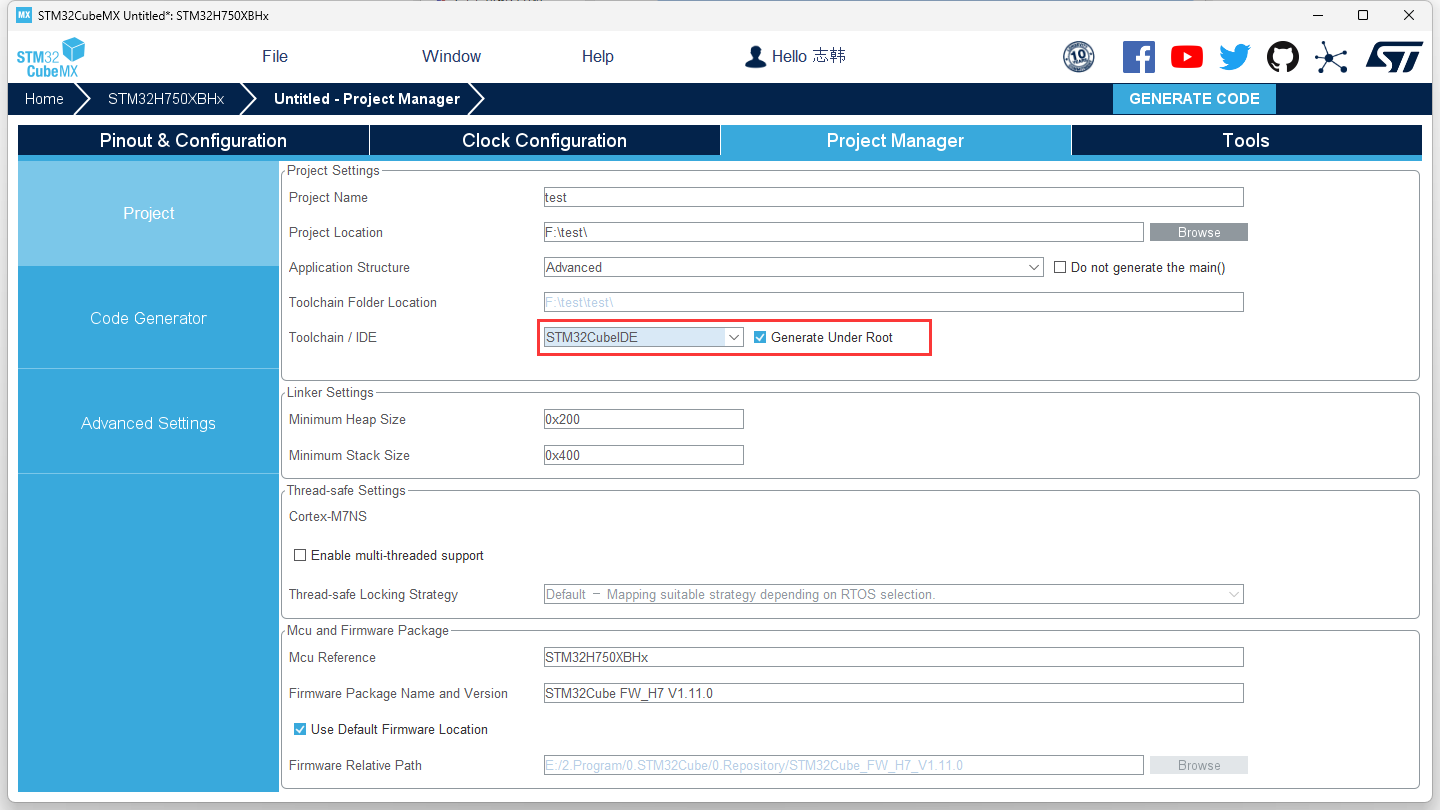 MX STM32CubeMX Untitled*: STM32H750XBHx
STM32
CubeMX
File
Window
Help
Hello 志韩
10
Home
STM32H750XBHx
Untitled - Project Manager
GENERATE CODE
Pinout & Configuration
Clock Configuration
Project Manager
Tools
Project
Code Generator
Advanced Settings
Project Settings
Project Name
test
Project Location
F:\test\
Browse
Application Structure
Advanced
Do not generate the main()
Toolchain Folder Location
F:\test\test\
Toolchain / IDE
STM32CubeIDE
Generate Under Root
Linker Settings
Minimum Heap Size
0x200
Minimum Stack Size
0x400
Thread-safe Settings
Cortex-M7NS
Enable multi-threaded support
Thread-safe Locking Strategy
Default － Mapping suitable strategy depending on RTOS selection.
Mcu and Firmware Package
Mcu Reference
STM32H750XBHx
Firmware Package Name and Version
STM32Cube FW_H7 V1.11.0
Use Default Firmware Location
Firmware Relative Path
E:/2.Program/0.STM32Cube/0.Repository/STM32Cube_FW_H7_V1.11.0
Browse